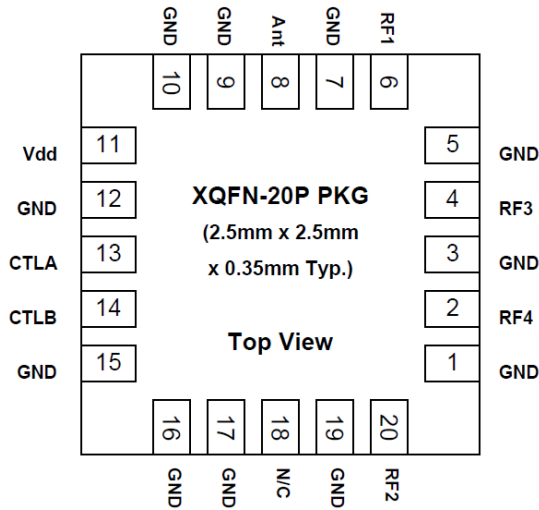 GND GND Ant GND RF1
10 9 8 7 6
Vdd 11 5 GND
GND 12 XQFN-20P PKG 4 RF3
(2.5mm x 2.5mm
CTLA 13 x 0.35mm Typ.) 3 GND
CTLB 14 2 RF4
Top View
GND 15 1 GND
16 17 18 19 20
GND GND N/C GND RF2